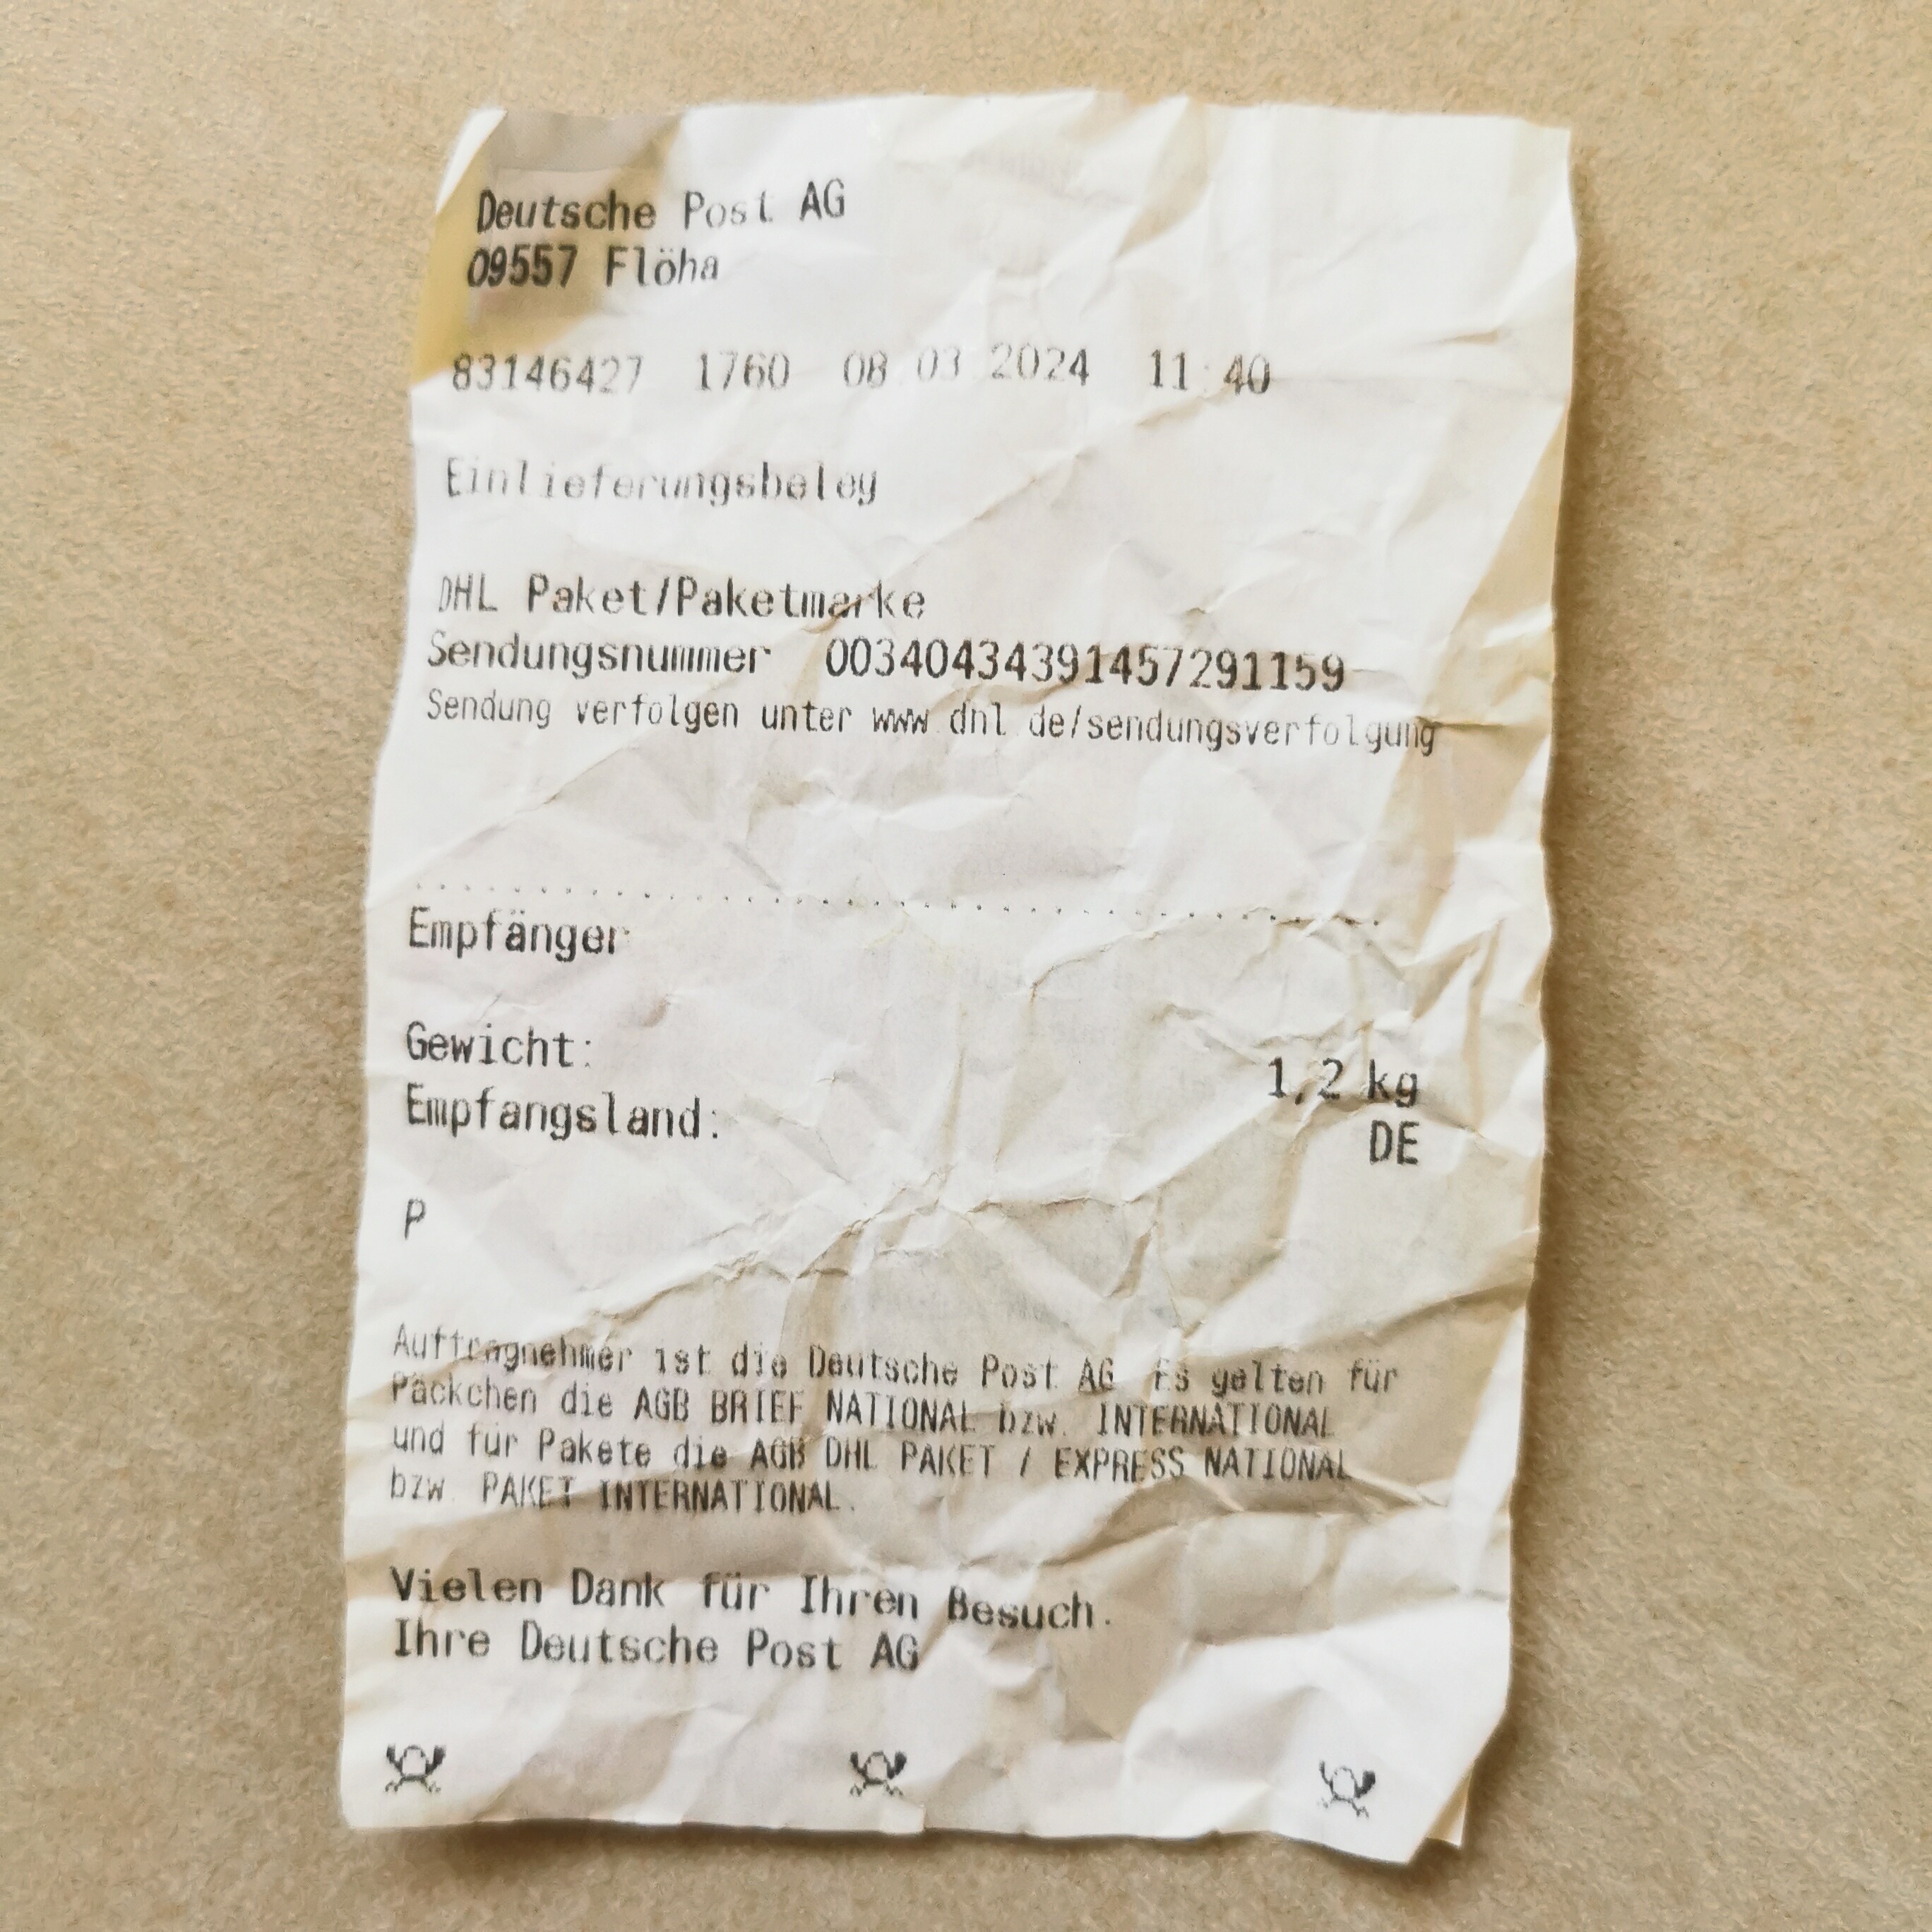 Deutsche Post AG
09557 Flöha
83146427 1760 08.03.2024 11:40
Einlieferungsbeleg
DHL Paket/Paketmarke
Sendungsnummer 00340434391457291159
Sendung verfolgen unter www.dhl.de/sendungsverfolgung
Empfänger
Gewicht: 1,2 kg
Empfangsland: DE
P
Auftragnehmer ist die Deutsche Post AG. Es gelten für
Päckchen die AGB BRIEF NATIONAL bzw. INTERNATIONAL
und für Pakete die AGB DHL PAKET / EXPRESS NATIONAL
bzw. PAKET INTERNATIONAL.
Vielen Dank für Ihren Besuch.
Ihre Deutsche Post AG